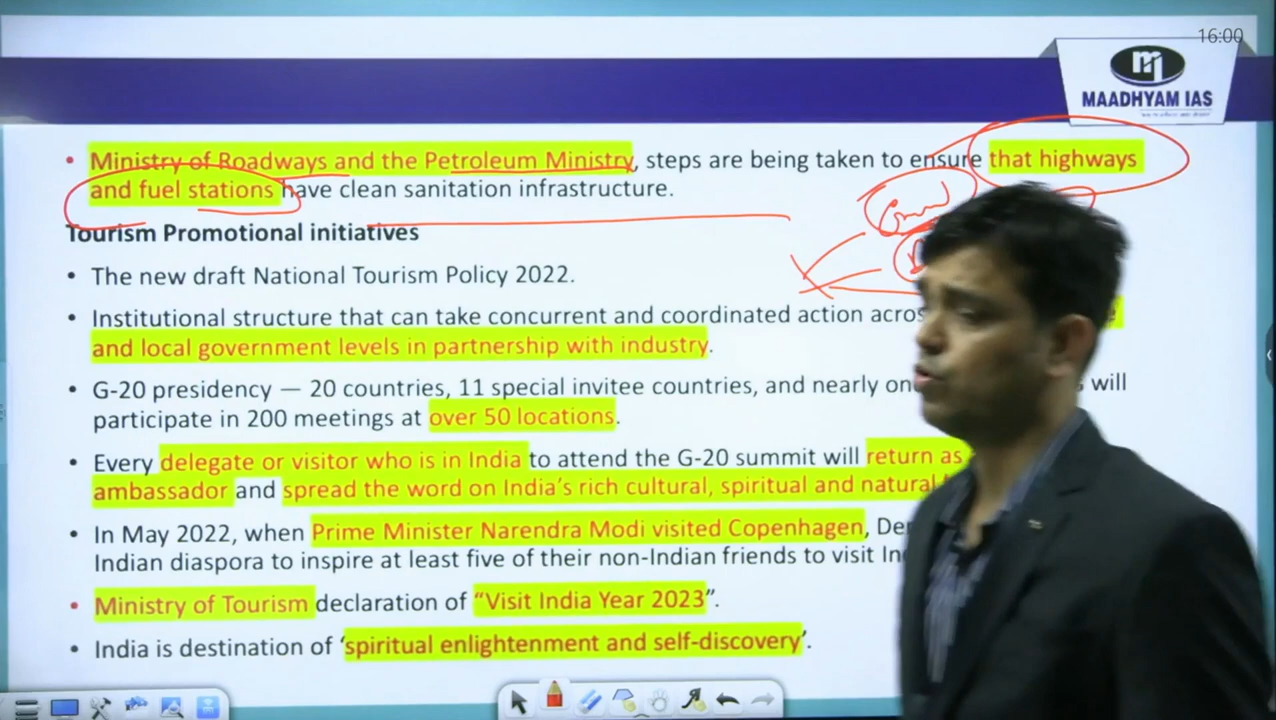 16:00
MAADHYAM IAS
• Ministry of Roadways and the Petroleum Ministry, steps are being taken to ensure that highways
and fuel stations have clean sanitation infrastructure.
Tourism Promotional initiatives
• The new draft National Tourism Policy 2022.
• Institutional structure that can take concurrent and coordinated action
and local government levels in partnership with industry.
• G-20 presidency — 20 countries, 11 special invitee countries, and nearly will
participate in 200 meetings at over 50 locations.
• Every delegate or visitor who is in India to attend the G-20 summit will return as
ambassador and spread the word on India's rich cultural, spiritual and natural
• In May 2022, when Prime Minister Narendra Modi visited Copenhagen,
Indian diaspora to inspire at least five of their non-Indian friends to visit
• Ministry of Tourism declaration of “Visit India Year 2023”.
• India is destination of ‘spiritual enlightenment and self-discovery’.